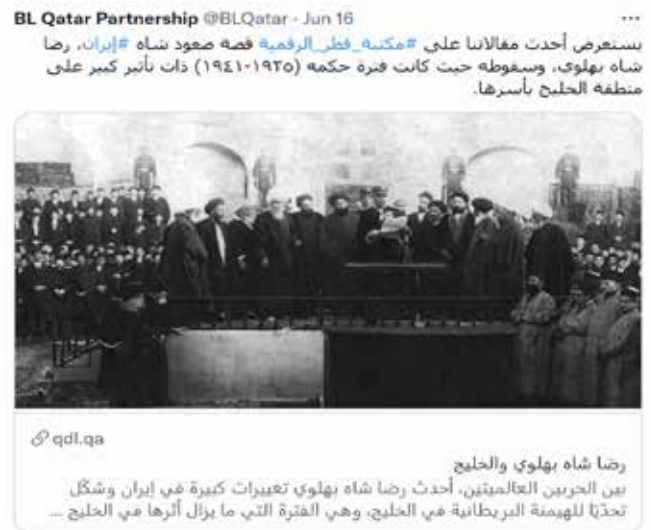 BL Qatar Partnership @BLQatar · Jun 16
يستعرض أحدث مقالاتنا على #مكتبة_قطر_الرقمية قصة صعود شاه #إيران، رضا
شاه بهلوي، وسقوطه حيث كانت فترة حكمه (١٩٢٥-١٩٤١) ذات تأثير كبير على
منطقة الخليج بأسرها.
qdl.qa
رضا شاه بهلوي والخليج
بين الحربين العالميتين، أحدث رضا شاه بهلوي تغييرات كبيرة في إيران وشكّل
تحديًا للهيمنة البريطانية في الخليج، وهي الفترة التي ما يزال أثرها في الخليج ...